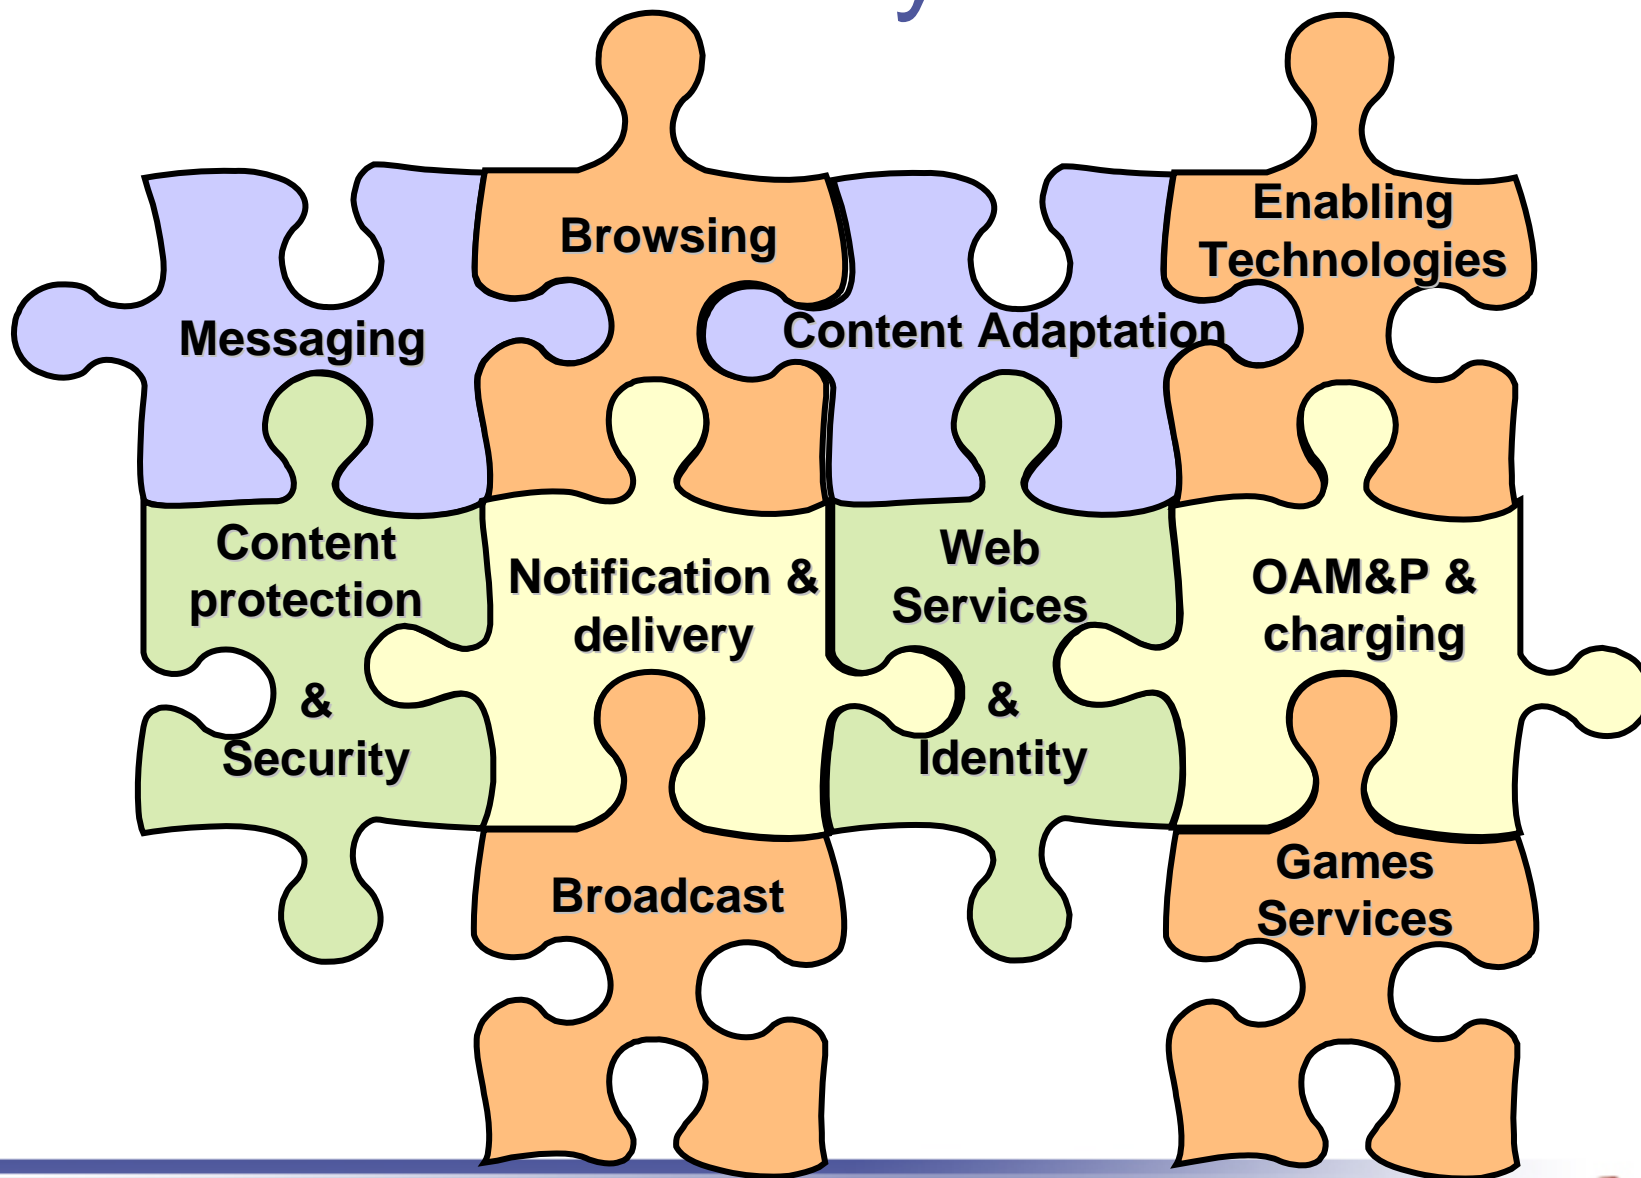 Browsing
Enabling
Technologies
Messaging
Content Adaptation
Content
protection
&
Security
Notification &
delivery
Web
Services
&
Identity
OAM&P &
charging
Broadcast
Games
Services